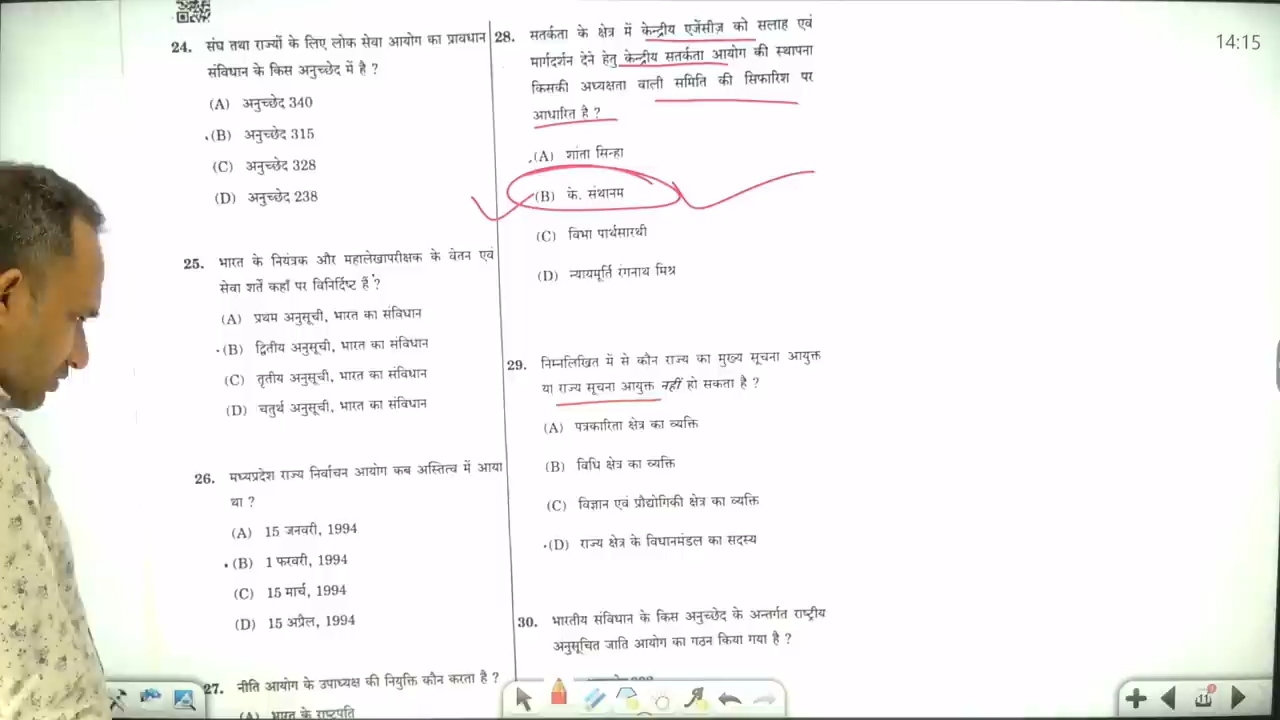 24. संघ तथा राज्यों के लिए लोक सेवा आयोग का प्रावधान
संविधान के किस अनुच्छेद में है ?
(A) अनुच्छेद 340
(B) अनुच्छेद 315
(C) अनुच्छेद 328
(D) अनुच्छेद 238
25. भारत के नियंत्रक और महालेखापरीक्षक के वेतन एवं
सेवा शर्तें कहाँ पर विनिर्दिष्ट हैं ?
(A) प्रथम अनुसूची, भारत का संविधान
(B) द्वितीय अनुसूची, भारत का संविधान
(C) तृतीय अनुसूची, भारत का संविधान
(D) चतुर्थ अनुसूची, भारत का संविधान
26. मध्यप्रदेश राज्य निर्वाचन आयोग कब अस्तित्व में आया
था ?
(A) 15 जनवरी, 1994
(B) 1 फरवरी, 1994
(C) 15 मार्च, 1994
(D) 15 अप्रैल, 1994
27. नीति आयोग के उपाध्यक्ष की नियुक्ति कौन करता है ?
(A) भारत के राष्ट्रपति
28. सतर्कता के क्षेत्र में केन्द्रीय एजेंसीज़ को सलाह एवं
मार्गदर्शन देने हेतु केन्द्रीय सतर्कता आयोग की स्थापना
किसकी अध्यक्षता वाली समिति की सिफारिश पर
आधारित है ?
(A) शांता सिन्हा
(B) के. संथानम
(C) विभा पार्थसारथी
(D) न्यायमूर्ति रंगनाथ मिश्र
29. निम्नलिखित में से कौन राज्य का मुख्य सूचना आयुक्त
या राज्य सूचना आयुक्त नहीं हो सकता है ?
(A) पत्रकारिता क्षेत्र का व्यक्ति
(B) विधि क्षेत्र का व्यक्ति
(C) विज्ञान एवं प्रौद्योगिकी क्षेत्र का व्यक्ति
(D) राज्य क्षेत्र के विधानमंडल का सदस्य
30. भारतीय संविधान के किस अनुच्छेद के अन्तर्गत राष्ट्रीय
अनुसूचित जाति आयोग का गठन किया गया है ?
14:15
11